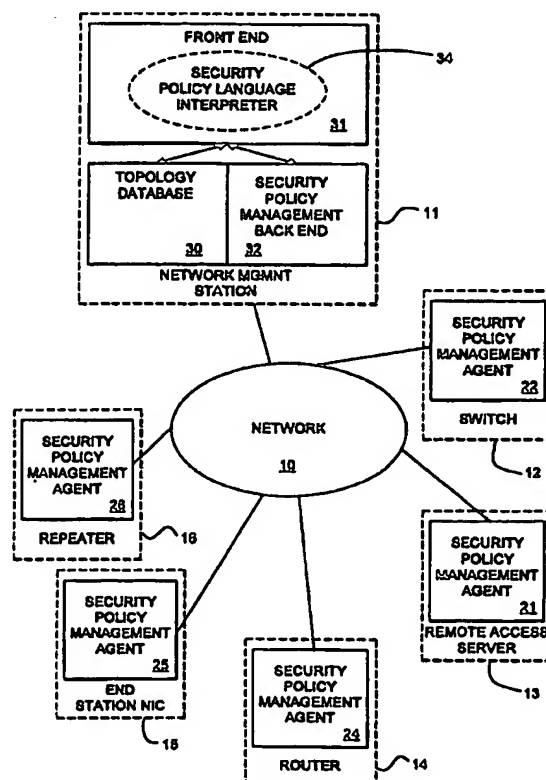 FRONT END
34
SECURITY
POLICY LANGUAGE
INTERPRETER
31
TOPOLOGY
DATABASE
30
SECURITY
POLICY
MANAGEMENT
BACK END
32
11
NETWORK MGMNT
STATION
SECURITY
POLICY
MANAGEMENT
AGENT
22
SWITCH
12
NETWORK
10
SECURITY
POLICY
MANAGEMENT
AGENT
26
REPEATER
16
SECURITY
POLICY
MANAGEMENT
AGENT
21
REMOTE ACCESS
SERVER
13
SECURITY
POLICY
MANAGEMENT
AGENT
25
END
STATION NIC
15
SECURITY
POLICY
MANAGEMENT
AGENT
24
ROUTER
14